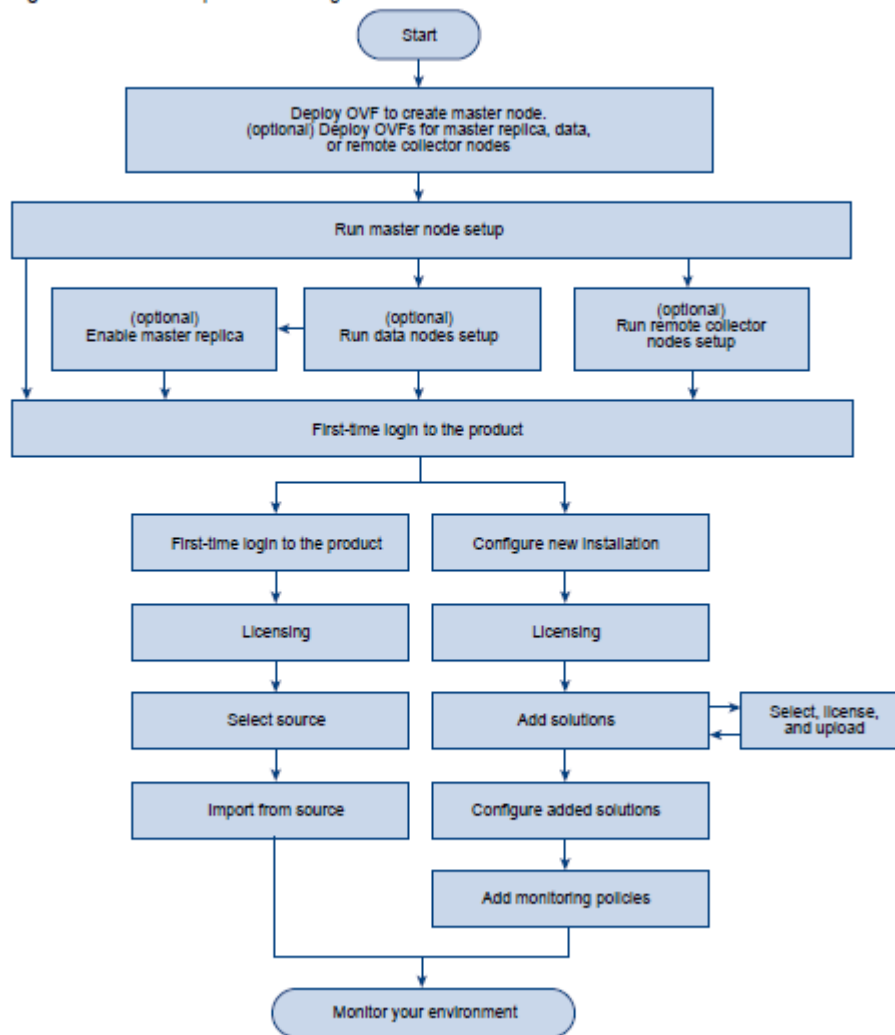 Start
Deploy OVF to create master node.
(optional) Deploy OVFs for master replica, data,
or remote collector nodes
Run master node setup
(optional)
Enable master replica
(optional)
Run data nodes setup
(optional)
Run remote collector
nodes setup
First-time login to the product
First-time login to the product
Configure new installation
Licensing
Licensing
Select source
Add solutions
Select, license,
and upload
Import from source
Configure added solutions
Add monitoring policies
Monitor your environment